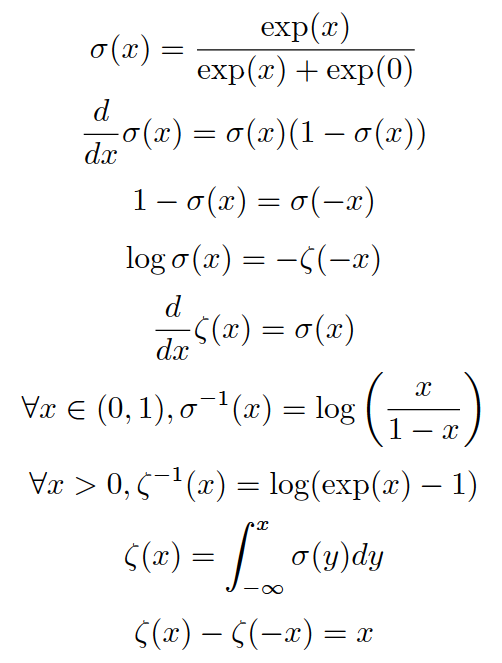 σ(x) = exp(x) / (exp(x) + exp(0))
d/dx σ(x) = σ(x)(1 − σ(x))
1 − σ(x) = σ(−x)
log σ(x) = −ζ(−x)
d/dx ζ(x) = σ(x)
∀x ∈ (0, 1), σ⁻¹(x) = log (x / (1 − x))
∀x > 0, ζ⁻¹(x) = log(exp(x) − 1)
ζ(x) = ∫_{−∞}^{x} σ(y)dy
ζ(x) − ζ(−x) = x